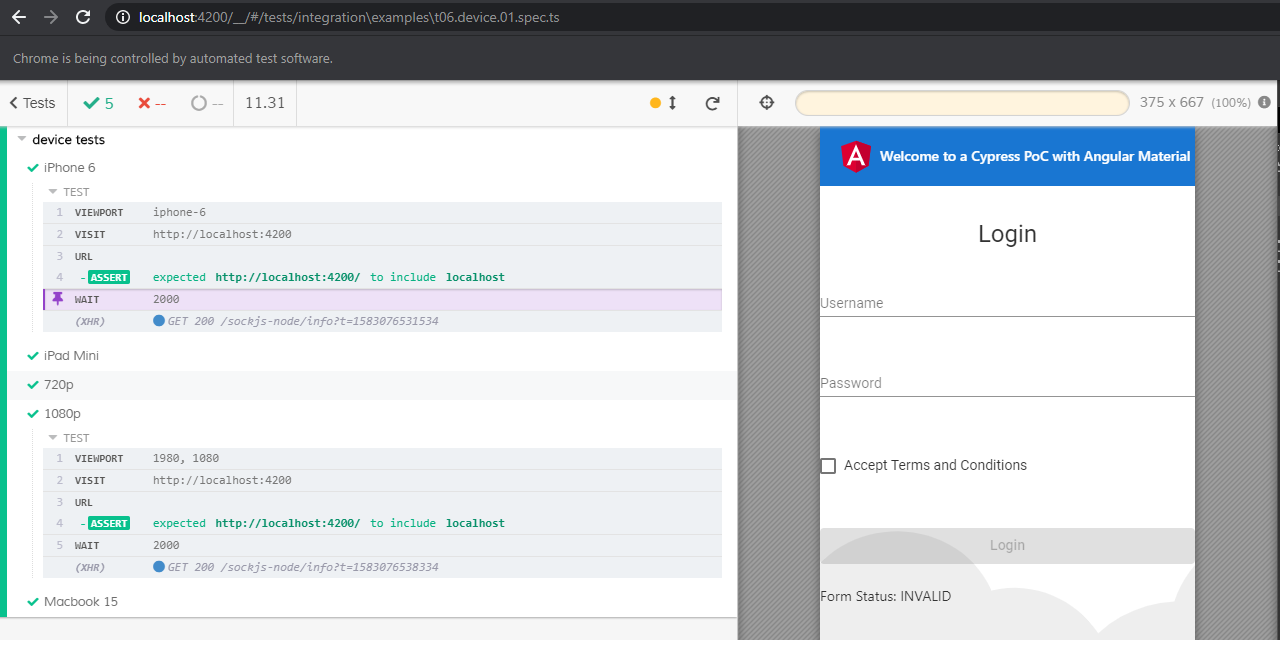 localhost:4200/__/#/tests/integration\examples\t06.device.01.spec.ts
Chrome is being controlled by automated test software.
Tests 5 -- -- 11.31 375 x 667 (100%)
device tests
iPhone 6
TEST
1 VIEWPORT iphone-6
2 VISIT http://localhost:4200
3 URL
4 - ASSERT expected http://localhost:4200/ to include localhost
WAIT 2000
(XHR) GET 200 /sockjs-node/info?t=1583076531534
iPad Mini
720p
1080p
TEST
1 VIEWPORT 1980, 1080
2 VISIT http://localhost:4200
3 URL
4 - ASSERT expected http://localhost:4200/ to include localhost
5 WAIT 2000
(XHR) GET 200 /sockjs-node/info?t=1583076538334
Macbook 15
A Welcome to a Cypress PoC with Angular Material
Login
Username
Password
Accept Terms and Conditions
Login
Form Status: INVALID